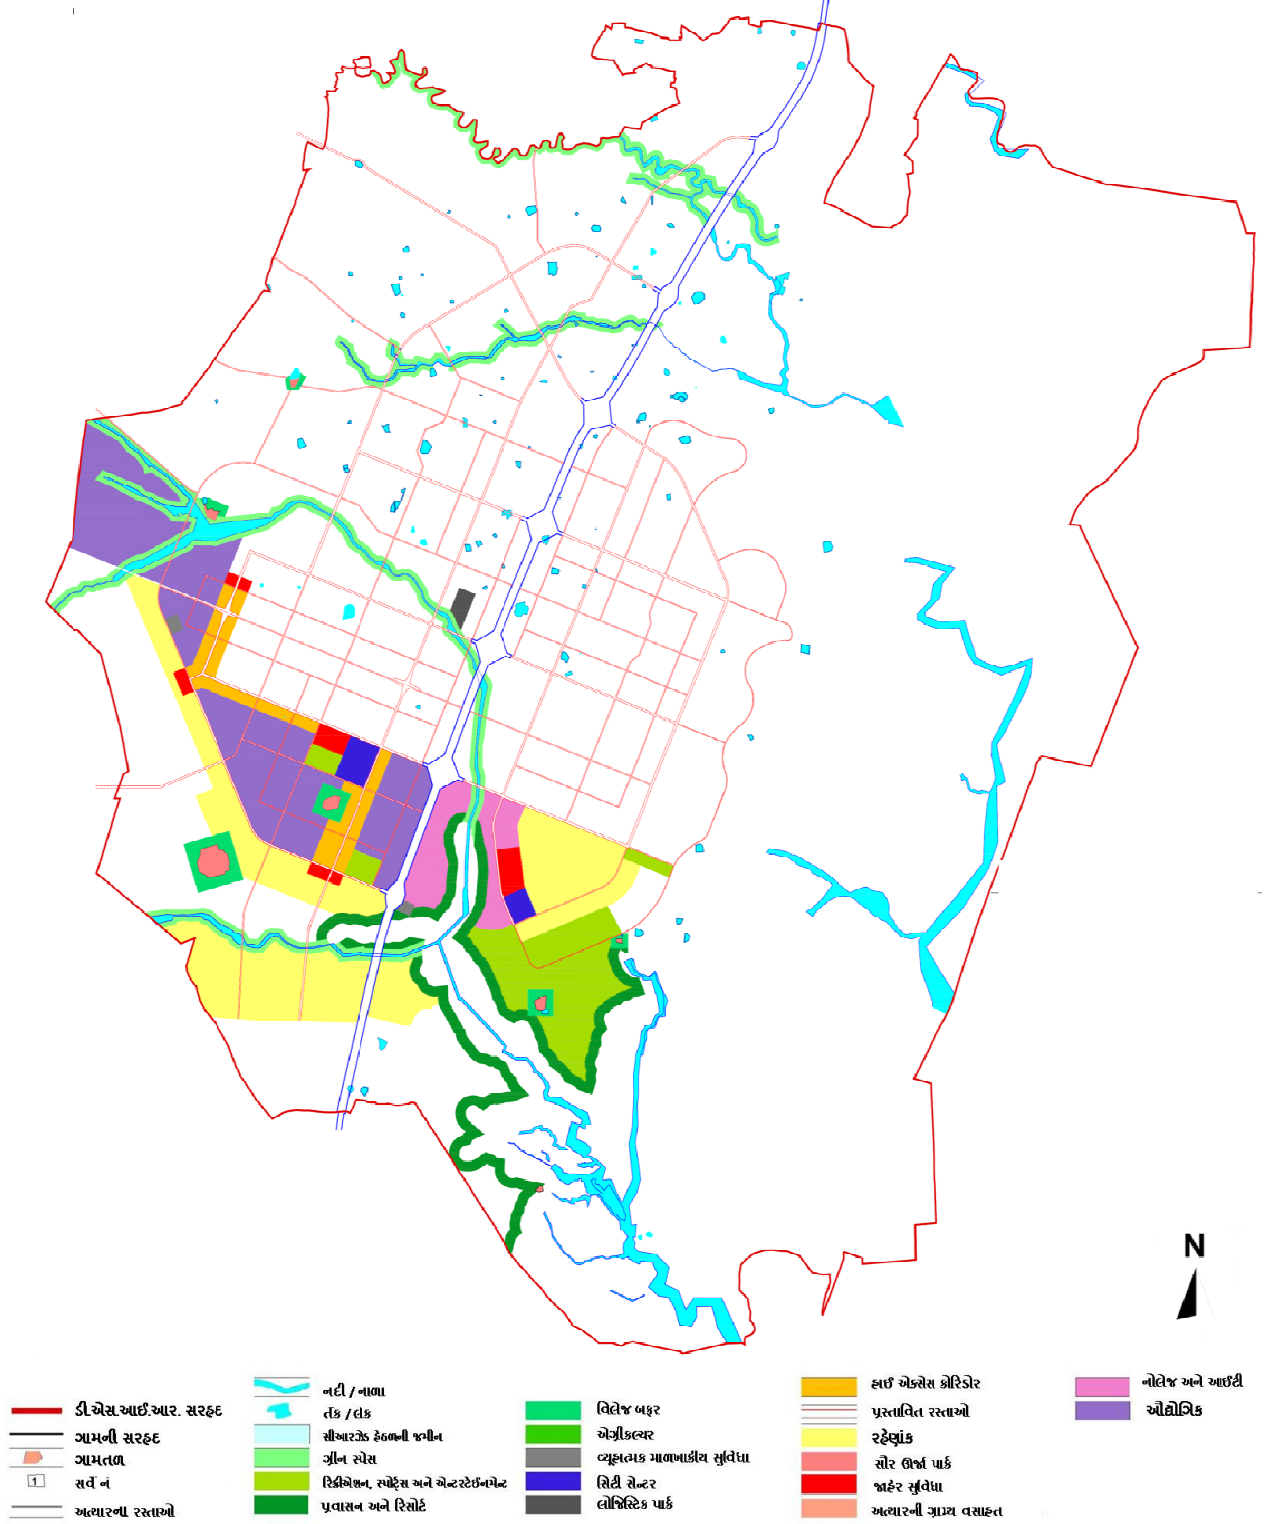 N
ડી.એસ.આઈ.આર. સરહદ
ગામની સરહદ
ગામતળ
1
સર્વે નં
અત્યારના રસ્તાઓ
નદી / નાળા
તંક / લેક
સીઆરઝેડ હેઠળની જમીન
ગ્રીન સ્પેસ
રિક્રીએશન, સ્પોર્ટ્સ અને એન્ટરટેઈનમેન્ટ
પ્રવાસન અને રિસોર્ટ
વિલેજ બફર
એગ્રીકલ્ચર
વ્યૂહાત્મક માળખાકીય સુવિધા
સિટી સેન્ટર
લોજિસ્ટિક પાર્ક
હાઈ એક્સેસ કોરિડોર
પ્રસ્તાવિત રસ્તાઓ
રહેણાંક
સૌર ઊર્જા પાર્ક
જાહેર સુવિધા
અત્યારની ગ્રામ્ય વસાહત
નોલેજ અને આઈટી
ઔદ્યોગિક